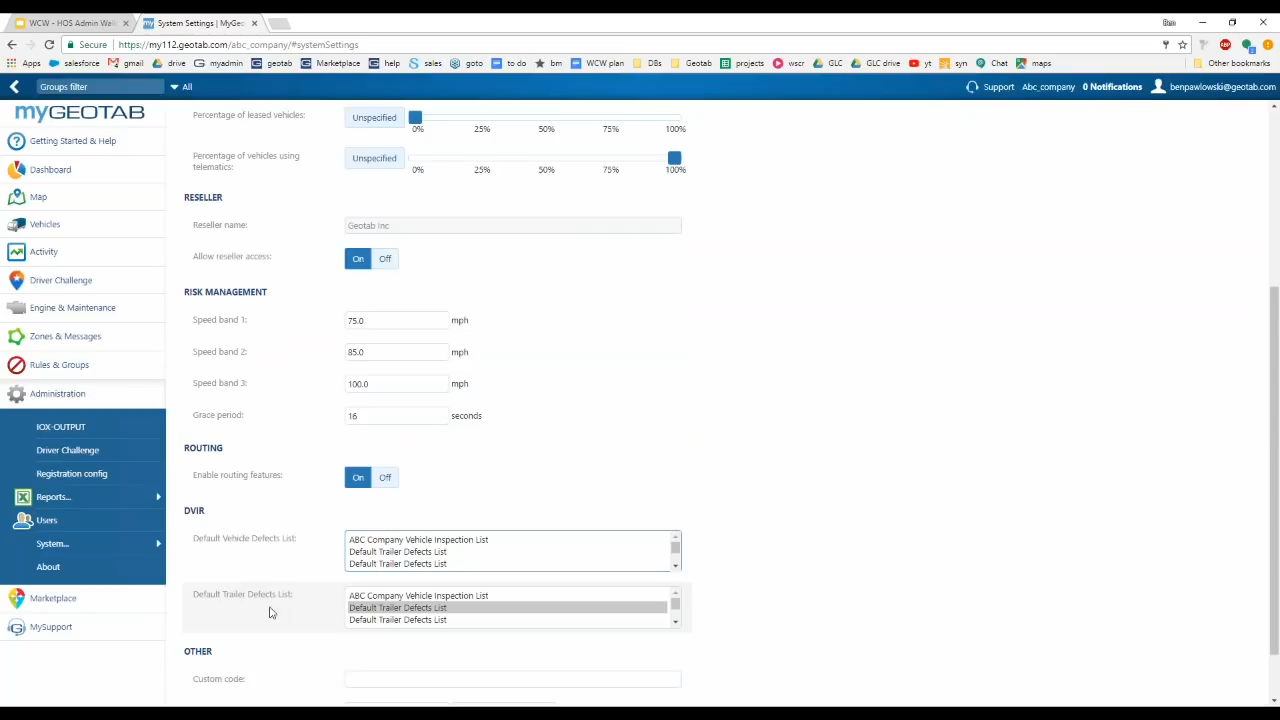 WCW - HOS Admin Wal
System Settings | MyGeo
Ben
Secure
https://my112.geotab.com/abc_company/#systemSettings
ABP
1
Apps
salesforce
gmail
drive
myadmin
geotab
Marketplace
help
sales
goto
to do
bm
WCW plan
DBs
Geotab
projects
wscr
GLC
GLC drive
yt
syn
Chat
maps
Other bookmarks
Groups filter
All
Support
Abc_company
0 Notifications
benpawlowski@geotab.com
myGEOTAB
Getting Started & Help
Dashboard
Map
Vehicles
Activity
Driver Challenge
Engine & Maintenance
Zones & Messages
Rules & Groups
Administration
IOX-OUTPUT
Driver Challenge
Registration config
Reports...
Users
System...
About
Marketplace
MySupport
Percentage of leased vehicles:
Unspecified
0%
25%
50%
75%
100%
Percentage of vehicles using
telematics:
Unspecified
0%
25%
50%
75%
100%
RESELLER
Reseller name:
Geotab Inc
Allow reseller access:
On
Off
RISK MANAGEMENT
Speed band 1:
75.0
mph
Speed band 2:
85.0
mph
Speed band 3:
100.0
mph
Grace period:
16
seconds
ROUTING
Enable routing features:
On
Off
DVIR
Default Vehicle Defects List:
ABC Company Vehicle Inspection List
Default Trailer Defects List
Default Trailer Defects List
Default Trailer Defects List:
ABC Company Vehicle Inspection List
Default Trailer Defects List
Default Trailer Defects List
OTHER
Custom code: